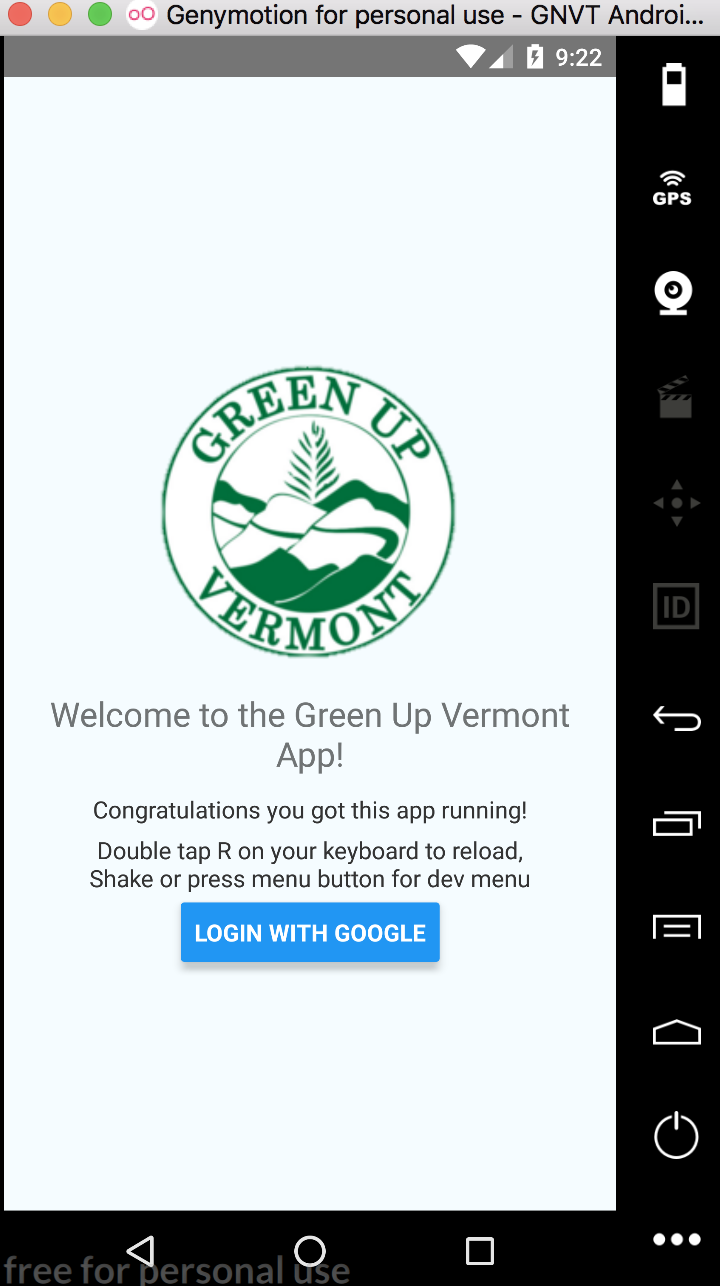 Genymotion for personal use - GNVT Androi...
9:22
GPS
GREEN UP
VERMONT
ID
Welcome to the Green Up Vermont
App!
Congratulations you got this app running!
Double tap R on your keyboard to reload,
Shake or press menu button for dev menu
LOGIN WITH GOOGLE
free for personal use